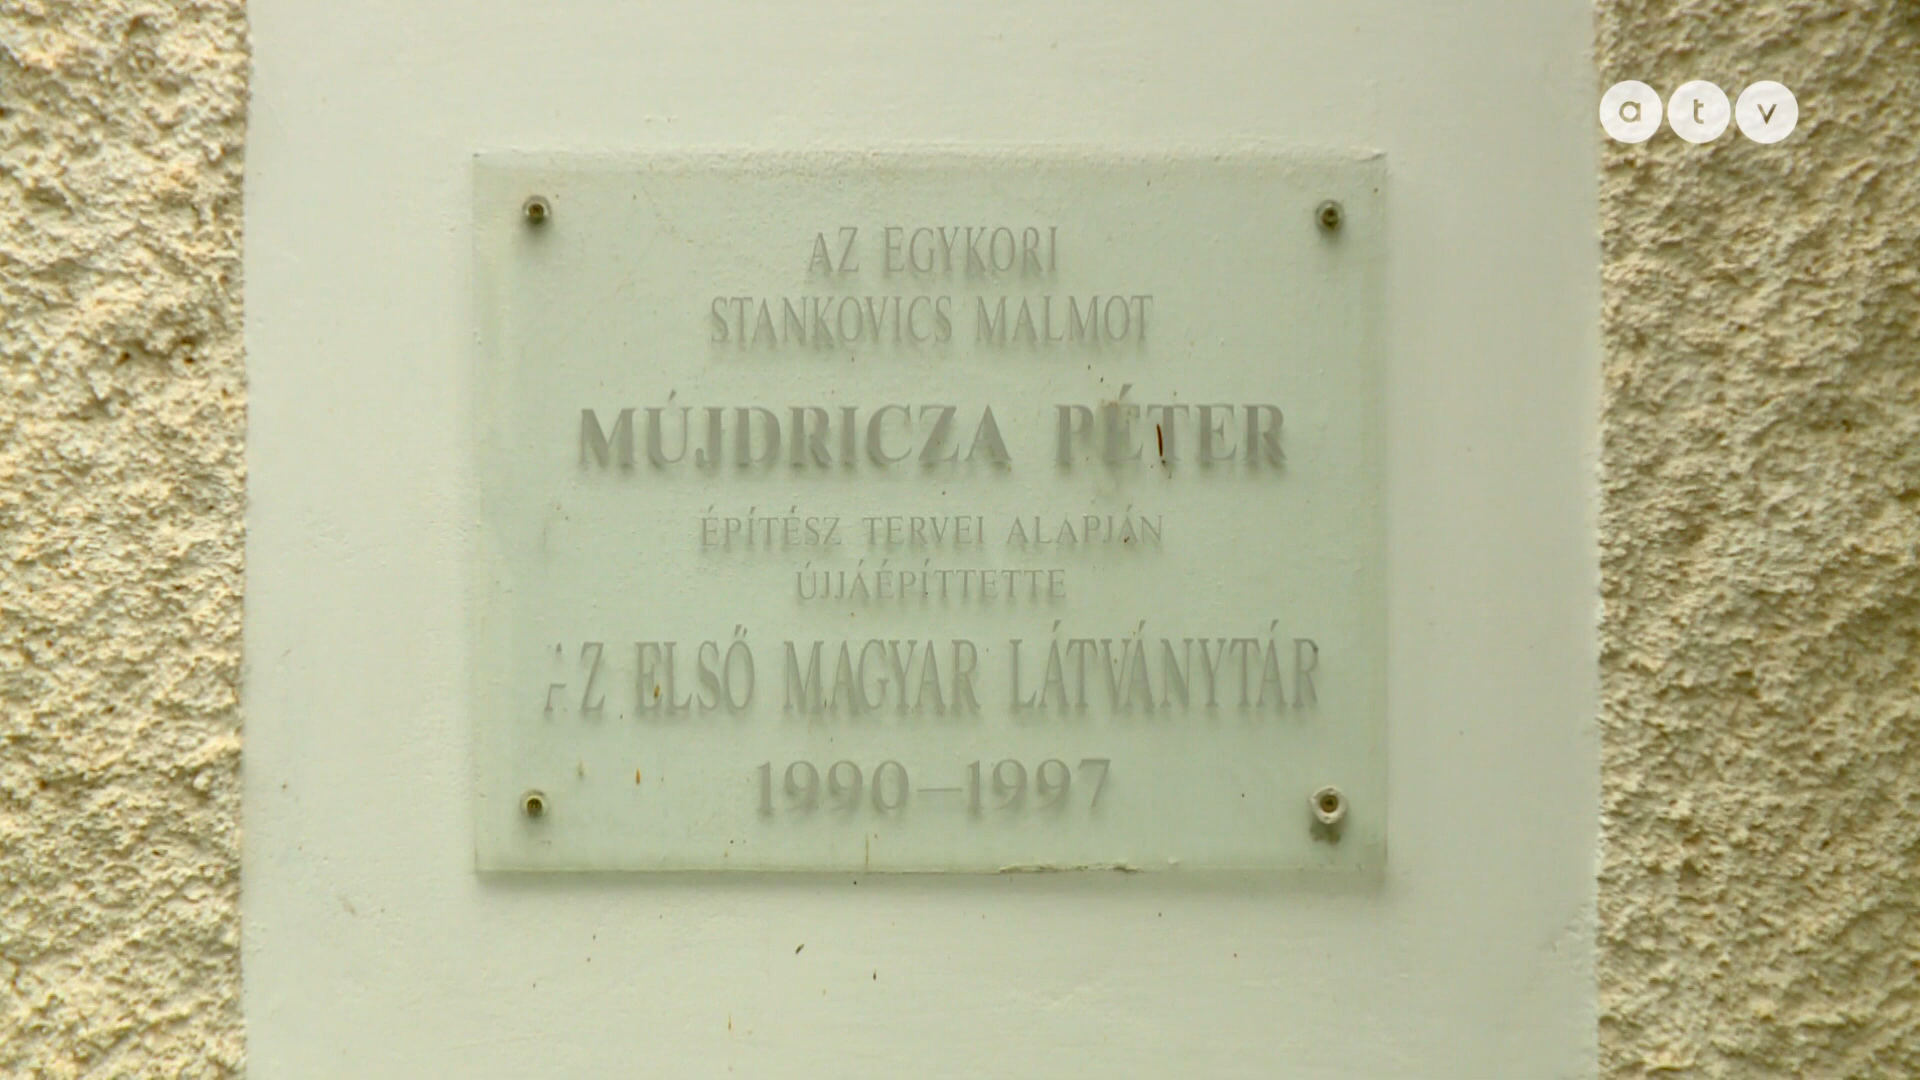 atv
AZ EGYKORI
STANKOVICS MALMOT
MÚJDRICZA PÉTER
ÉPÍTÉSZ TERVEI ALAPJÁN
ÚJJÁÉPÍTTETTE
AZ ELSŐ MAGYAR LÁTVÁNYTÁR
1990–1997